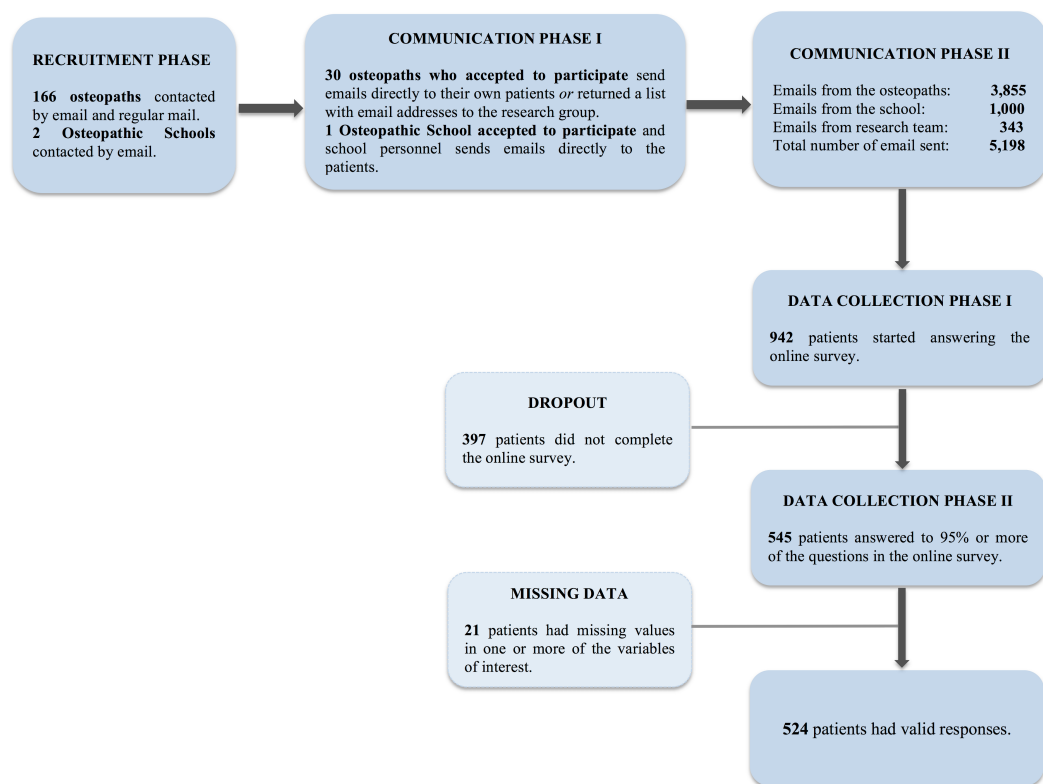 RECRUITMENT PHASE
166 osteopaths contacted
by email and regular mail.
2 Osteopathic Schools
contacted by email.
COMMUNICATION PHASE I
30 osteopaths who accepted to participate send
emails directly to their own patients or returned a list
with email addresses to the research group.
1 Osteopathic School accepted to participate and
school personnel sends emails directly to the
patients.
COMMUNICATION PHASE II
Emails from the osteopaths: 3,855
Emails from the school: 1,000
Emails from research team: 343
Total number of email sent: 5,198
DATA COLLECTION PHASE I
942 patients started answering the
online survey.
DROPOUT
397 patients did not complete
the online survey.
DATA COLLECTION PHASE II
545 patients answered to 95% or more
of the questions in the online survey.
MISSING DATA
21 patients had missing values
in one or more of the variables
of interest.
524 patients had valid responses.